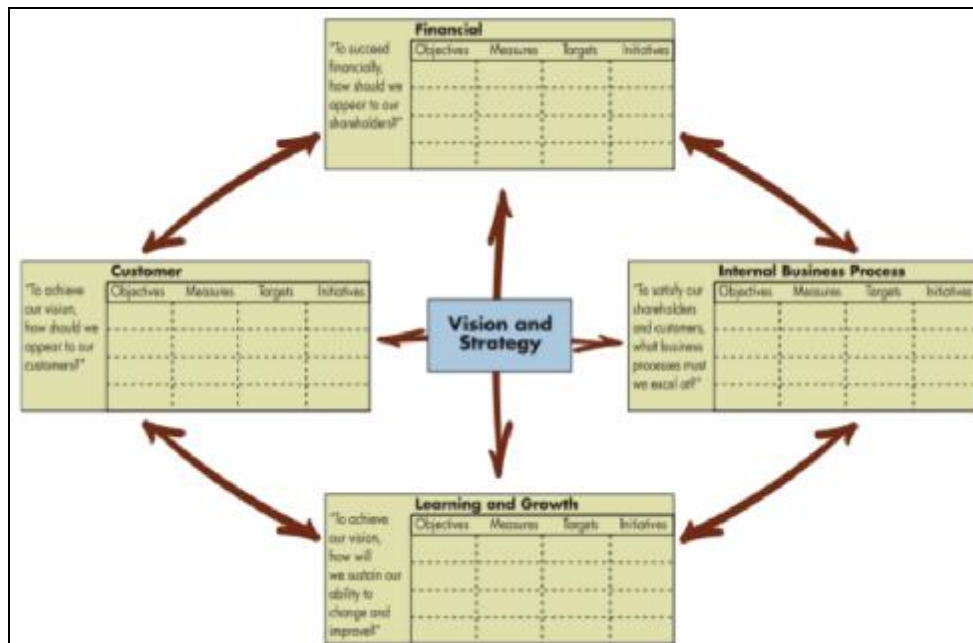 Financial
"To succeed
financially,
how should we
appear to our
shareholders?"
Objectives Measures Targets Initiatives
Customer
"To achieve
our vision,
how should we
appear to our
customers?"
Objectives Measures Targets Initiatives
Vision and
Strategy
Internal Business Process
"To satisfy our
shareholders
and customers,
what business
processes must
we excel at?"
Objectives Measures Targets Initiatives
Learning and Growth
"To achieve
our vision,
how will
we sustain our
ability to
change and
improve?"
Objectives Measures Targets Initiatives